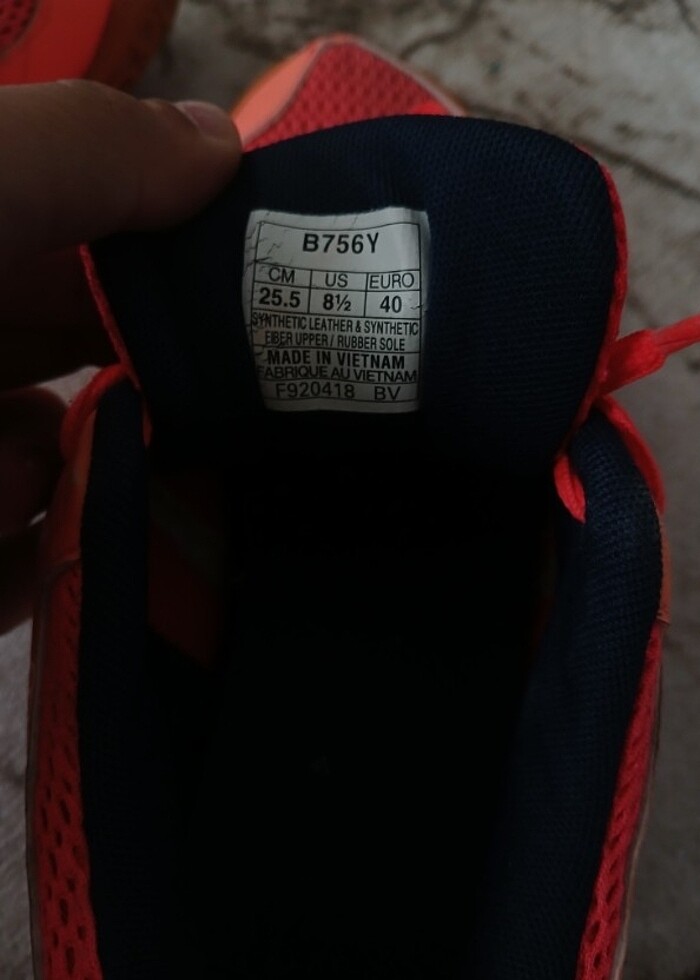 B756Y
CM US EURO
25.5 8½ 40
SYNTHETIC LEATHER & SYNTHETIC
FIBER UPPER / RUBBER SOLE
MADE IN VIETNAM
FABRIQUE AU VIETNAM
F920418 BV